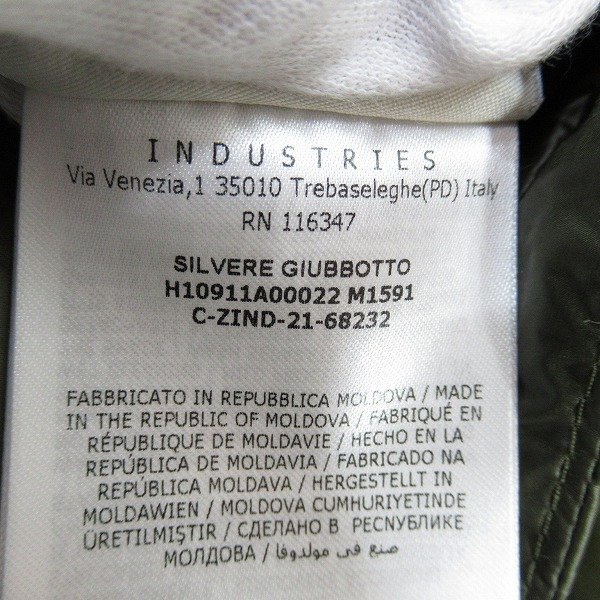 INDUSTRIES
Via Venezia,1 35010 Trebaseleghe(PD) Italy
RN 116347
SILVERE GIUBBOTTO
H10911A00022 M1591
C-ZIND-21-68232
FABBRICATO IN REPUBBLICA MOLDOVA / MADE
IN THE REPUBLIC OF MOLDOVA / FABRIQUÉ EN
RÉPUBLIQUE DE MOLDAVIE / HECHO EN LA
REPÚBLICA DE MOLDAVIA / FABRICADO NA
REPÚBLICA MOLDAVA / HERGESTELLT IN
MOLDAWIEN / MOLDOVA CUMHURIYETINDE
ÜRETILMIŞTIR / СДЕЛАНО В РЕСПУБЛИКЕ
МОЛДОВА / صنع في مولدوفا